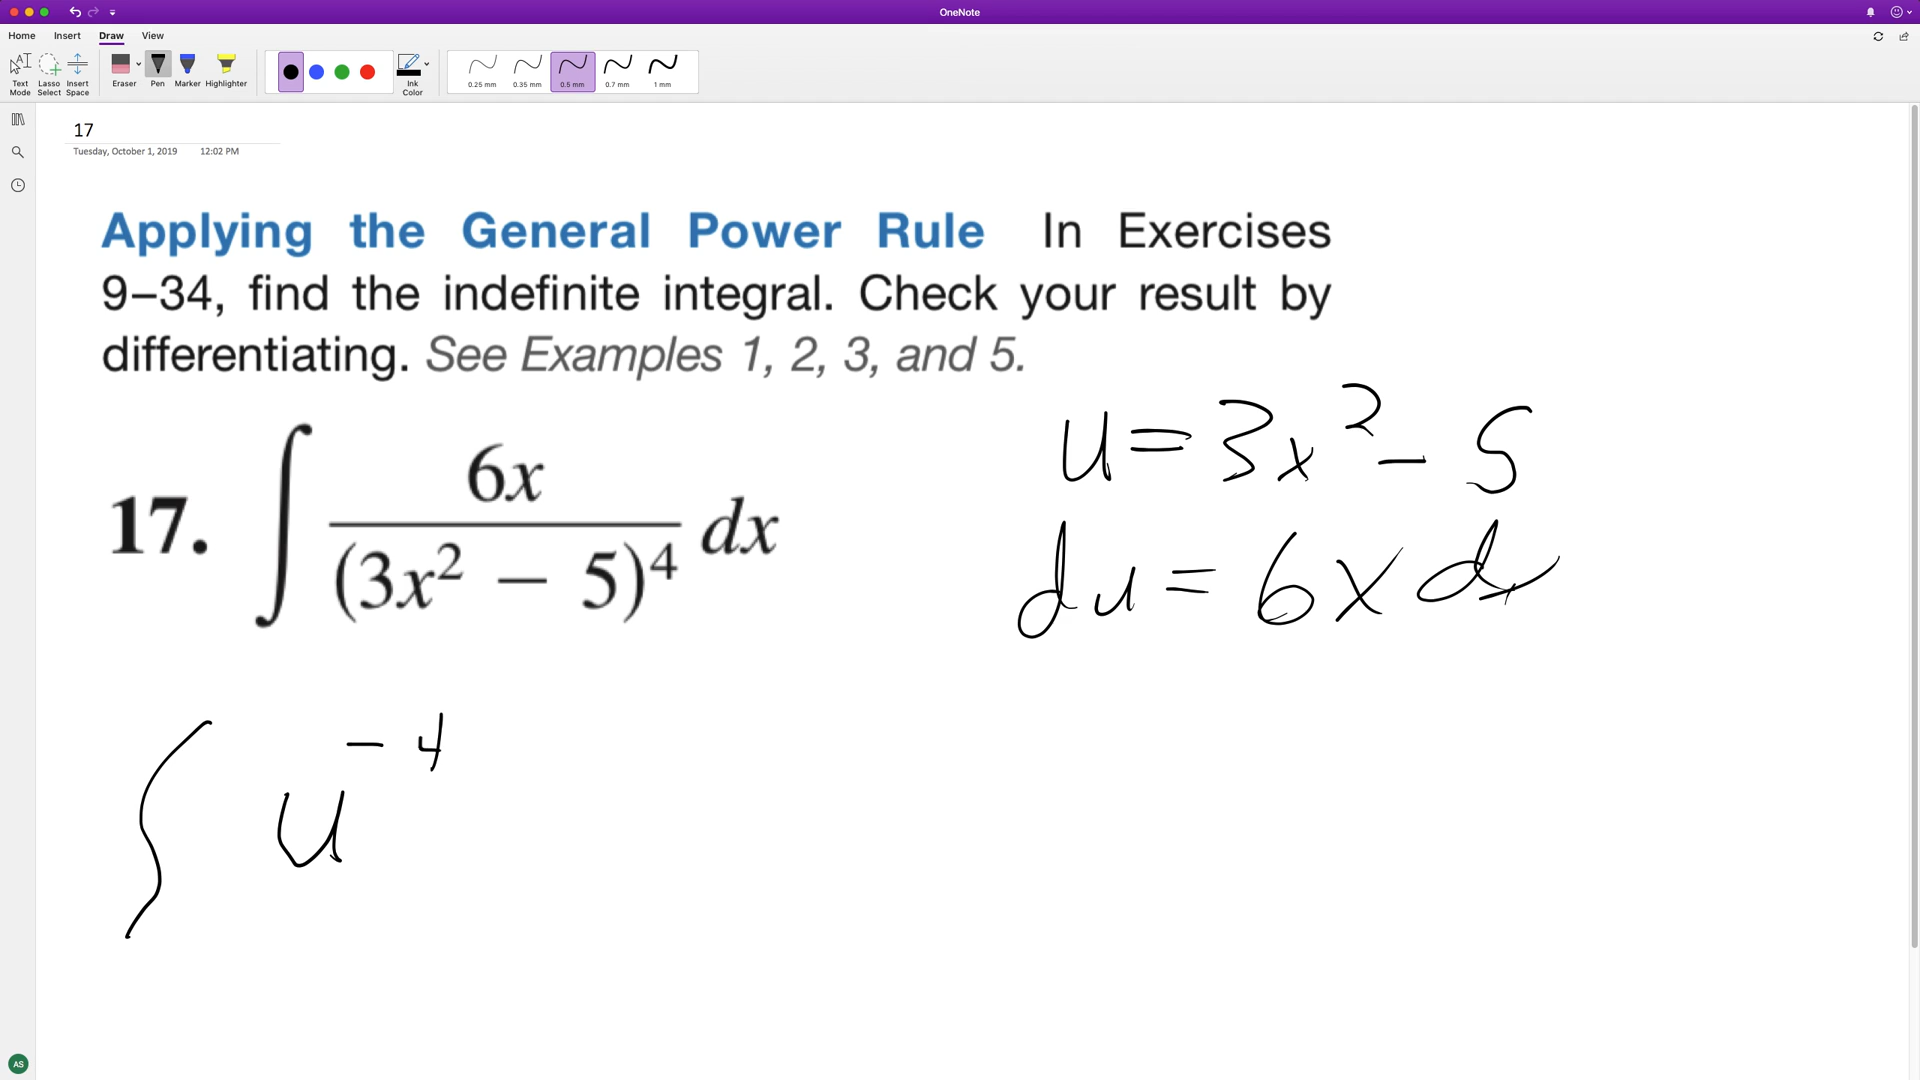 OneNote
Home Insert Draw View
Text Mode Lasso Select Insert Space Eraser Pen Marker Highlighter Ink Color 0.25 mm 0.35 mm 0.5 mm 0.7 mm 1 mm
17
Tuesday, October 1, 2019 12:02 PM
Applying the General Power Rule In Exercises
9–34, find the indefinite integral. Check your result by
differentiating. See Examples 1, 2, 3, and 5.
u = 3x² - 5
17. ∫ 6x / (3x² − 5)⁴ dx
du = 6x dx
∫ u⁻⁴
AS